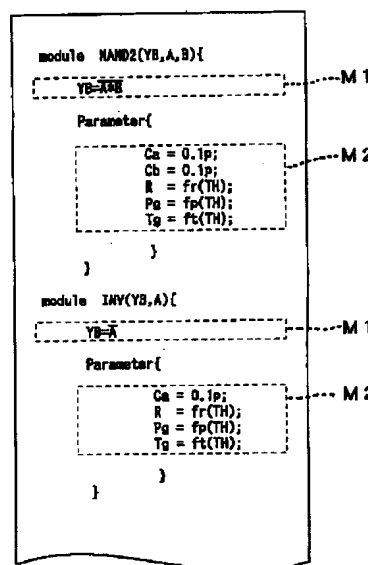 module NAND2(YB,A,B){
YB=A*B M 1
Parameter{
Ca = 0.1p; M 2
Cb = 0.1p;
R = fr(TH);
Pg = fp(TH);
Tg = ft(TH);
}
}
module INV(YB,A){
YB=A M 1
Parameter{
Ca = 0.1p; M 2
R = fr(TH);
Pg = fp(TH);
Tg = ft(TH);
}
}